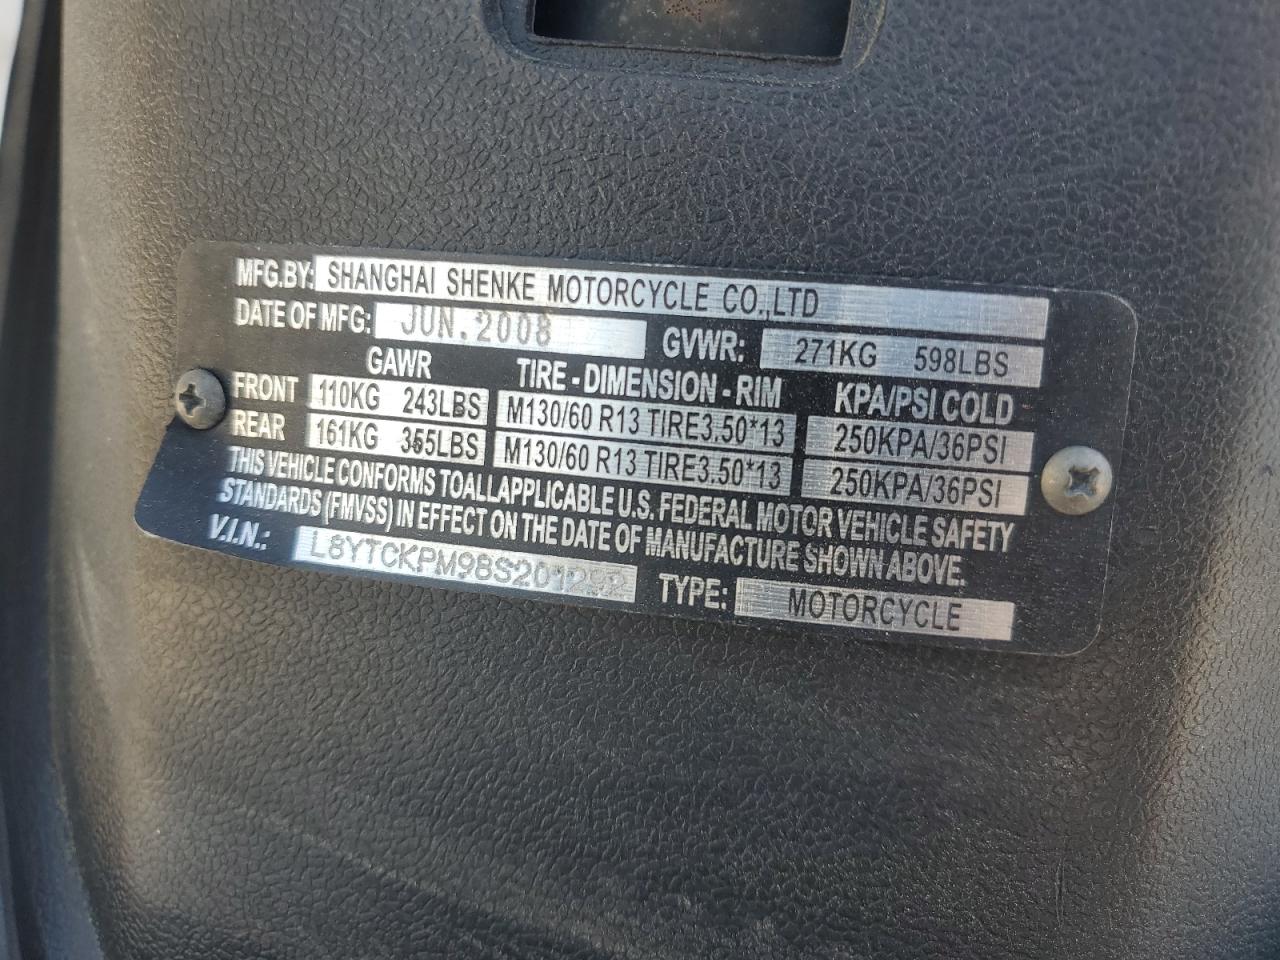 MFG.BY: SHANGHAI SHENKE MOTORCYCLE CO.,LTD
DATE OF MFG: JUN.2008 GVWR: 271KG 598LBS
GAWR TIRE - DIMENSION - RIM KPA/PSI COLD
FRONT 110KG 243LBS M130/60 R13 TIRE3.50*13 250KPA/36PSI
REAR 161KG 355LBS M130/60 R13 TIRE3.50*13 250KPA/36PSI
THIS VEHICLE CONFORMS TOALLAPPLICABLE U.S. FEDERAL MOTOR VEHICLE SAFETY
STANDARDS (FMVSS) IN EFFECT ON THE DATE OF MANUFACTURE SHOWN ABOVE.
V.I.N.: L8YTCKPM98S201292 TYPE: MOTORCYCLE